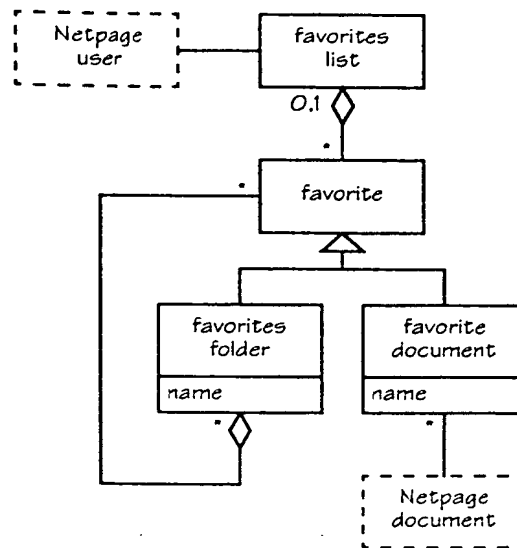 Netpage
user
favorites
list
0.1
*
*
favorite
favorites
folder
name
*
favorite
document
name
*
Netpage
document